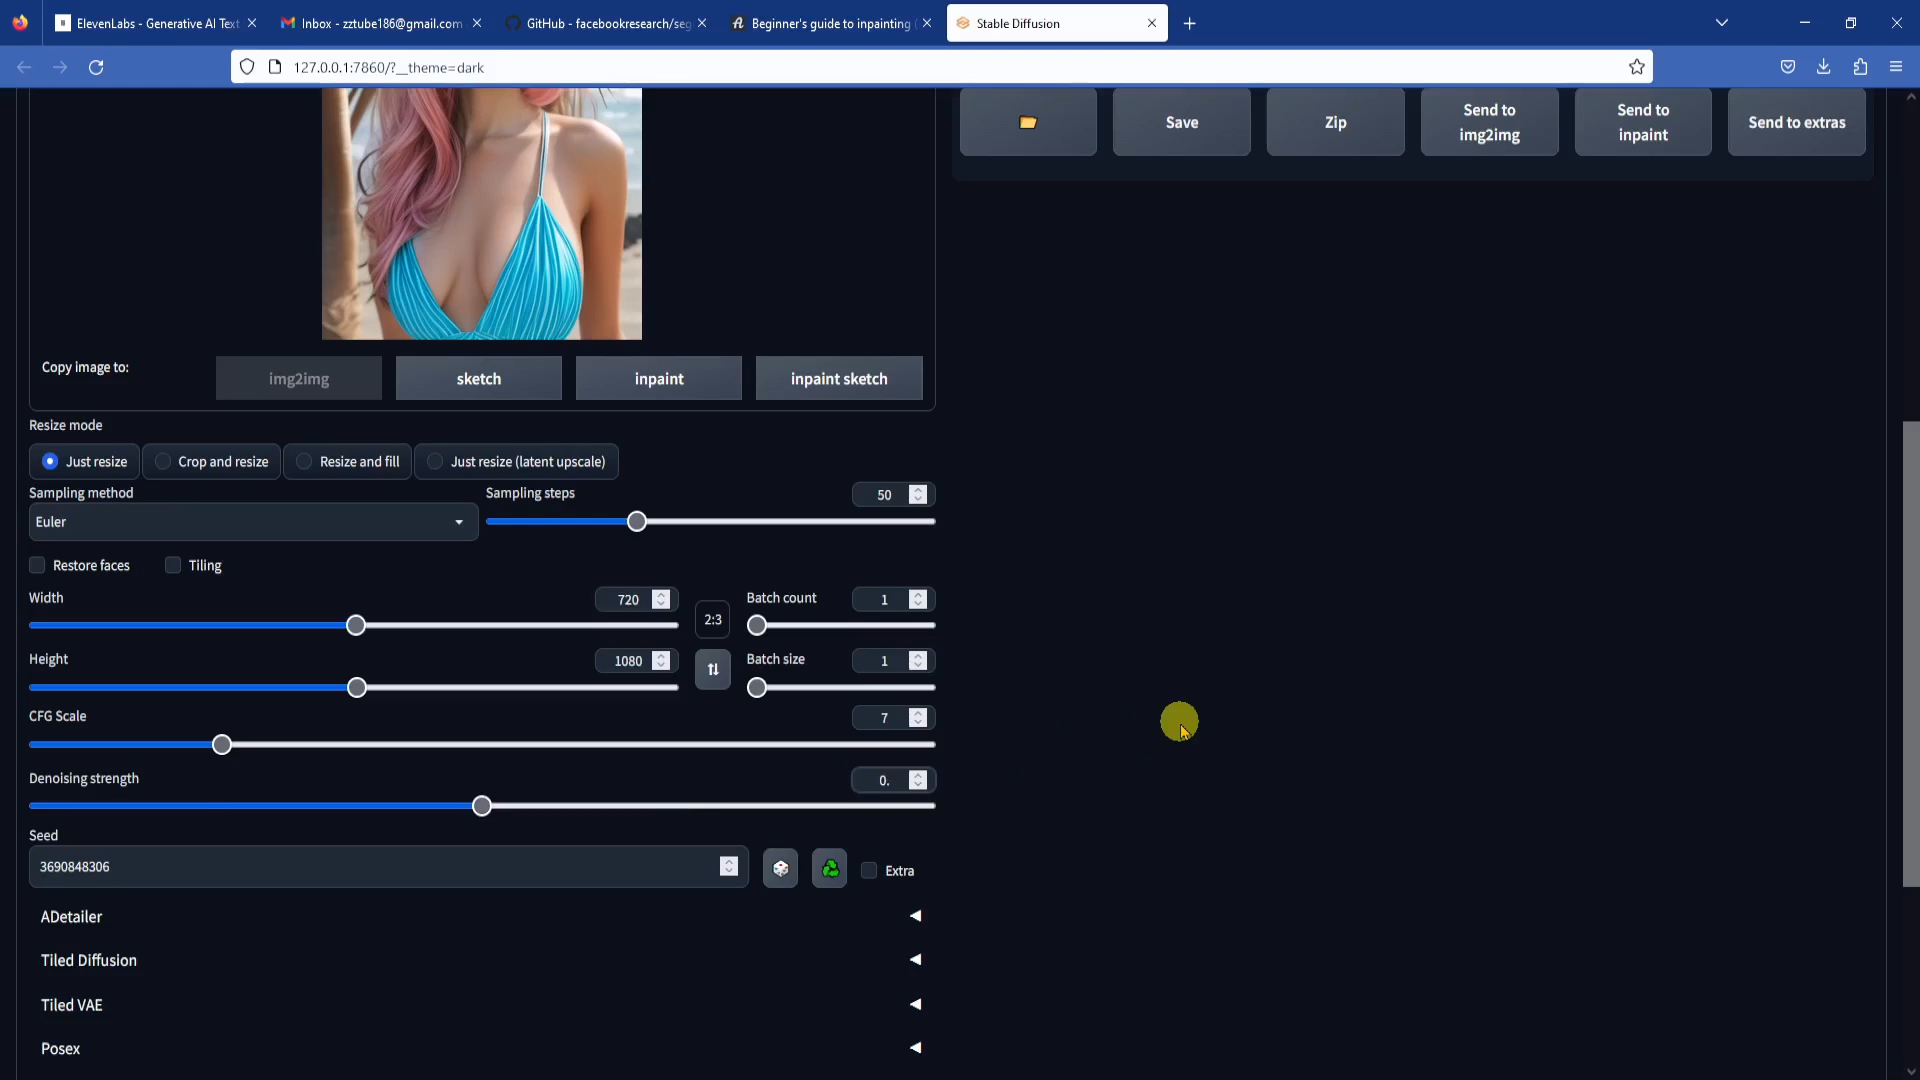 ElevenLabs - Generative AI Text
Inbox - zztube186@gmail.com
GitHub - facebookresearch/seg
Beginner's guide to inpainting (
Stable Diffusion
127.0.0.1:7860/?__theme=dark
Save
Zip
Send to
img2img
Send to
inpaint
Send to extras
Copy image to:
img2img
sketch
inpaint
inpaint sketch
Resize mode
Just resize
Crop and resize
Resize and fill
Just resize (latent upscale)
Sampling method
Sampling steps
50
Euler
Restore faces
Tiling
Width
720
2:3
Batch count
1
Height
1080
Batch size
1
CFG Scale
7
Denoising strength
0.
Seed
3690848306
Extra
ADetailer
Tiled Diffusion
Tiled VAE
Posex